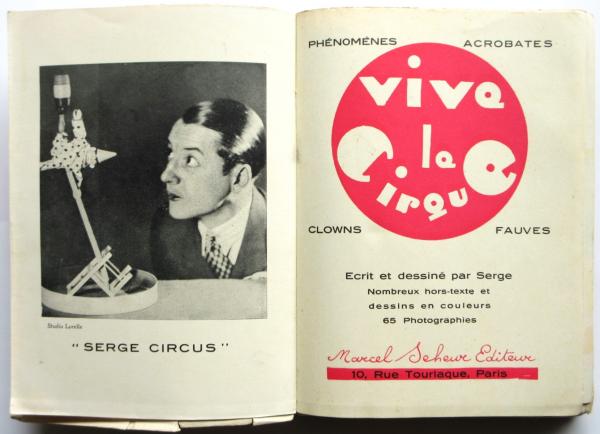 Studio Lorelle
" SERGE CIRCUS "
PHÉNOMÈNES ACROBATES
Vive
le
Cirque
CLOWNS FAUVES
Ecrit et dessiné par Serge
Nombreux hors-texte et
dessins en couleurs
65 Photographies
Marcel Seheur Editeur
10, Rue Tourlaque, Paris